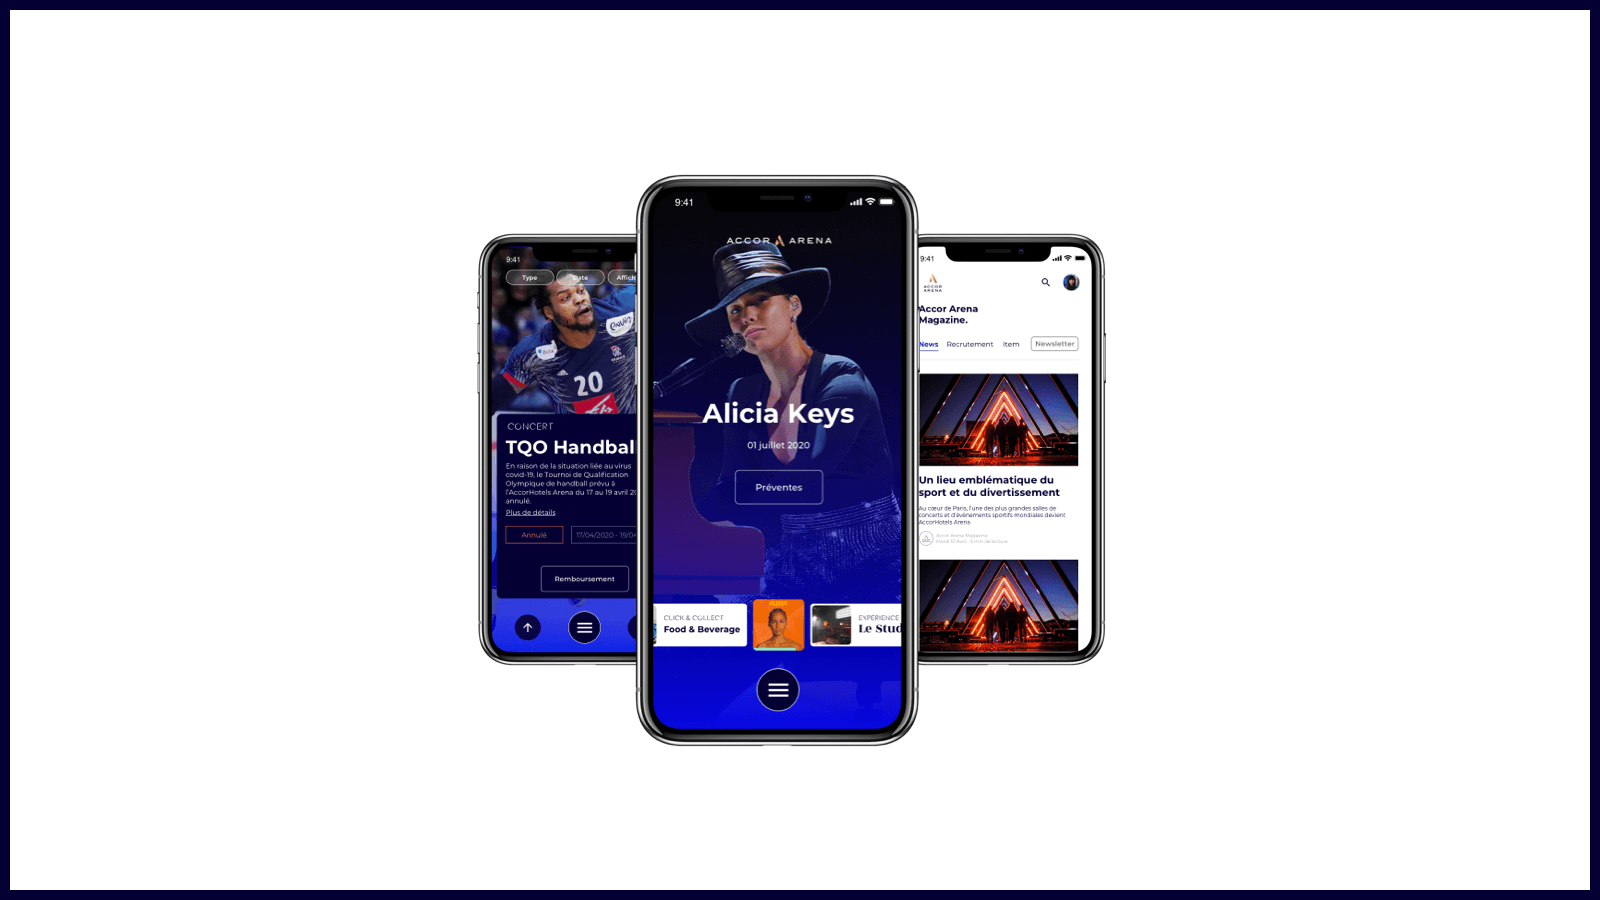 9:41
Type
Date
Affich
20
CONCERT
TQO Handbal
En raison de la situation liée au virus
covid-19, le Tournoi de Qualification
Olympique de handball prévu à
l'AccorHotels Arena du 17 au 19 avril 20
annulé.
Plus de détails
Annulé
17/04/2020 - 19/04
Remboursement
9:41
ACCOR ARENA
Alicia Keys
01 juillet 2020
Préventes
CLICK & COLLECT
Food & Beverage
EXPERIENCE
Le Stud
9:41
ACCOR
ARENA
Accor Arena
Magazine.
News
Recrutement
Item
Newsletter
Un lieu emblématique du
sport et du divertissement
Au cœur de Paris, l'une des plus grandes salles de
concerts et d'évènements sportifs mondiales devient
AccorHotels Arena
Accor Arena Magazine